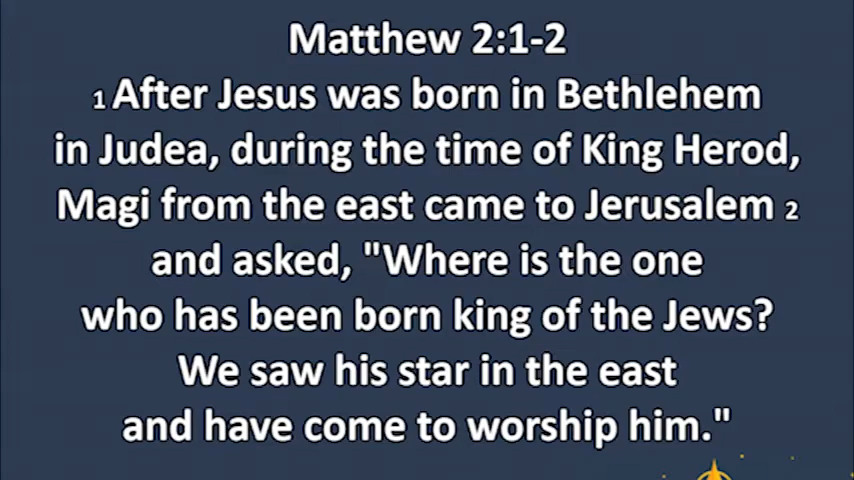 Matthew 2:1-2
1 After Jesus was born in Bethlehem
in Judea, during the time of King Herod,
Magi from the east came to Jerusalem 2
and asked, "Where is the one
who has been born king of the Jews?
We saw his star in the east
and have come to worship him."